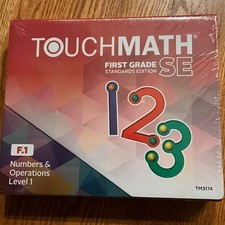 TOUCHMATH®
FIRST GRADE
STANDARDS EDITION
SE
123
F.1
Numbers &
Operations
Level 1
TM3174